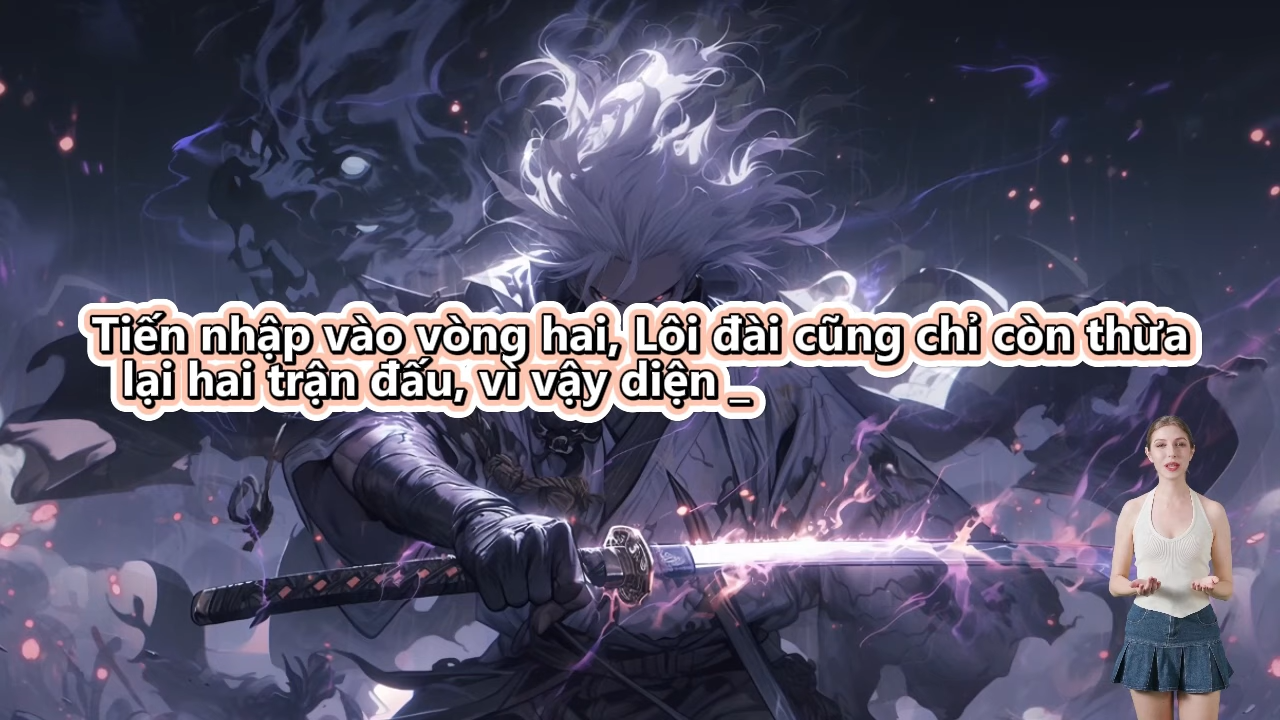 Tiến nhập vào vòng hai, Lôi đài cũng chỉ còn thừa
lại hai trận đấu, vì vậy diện _